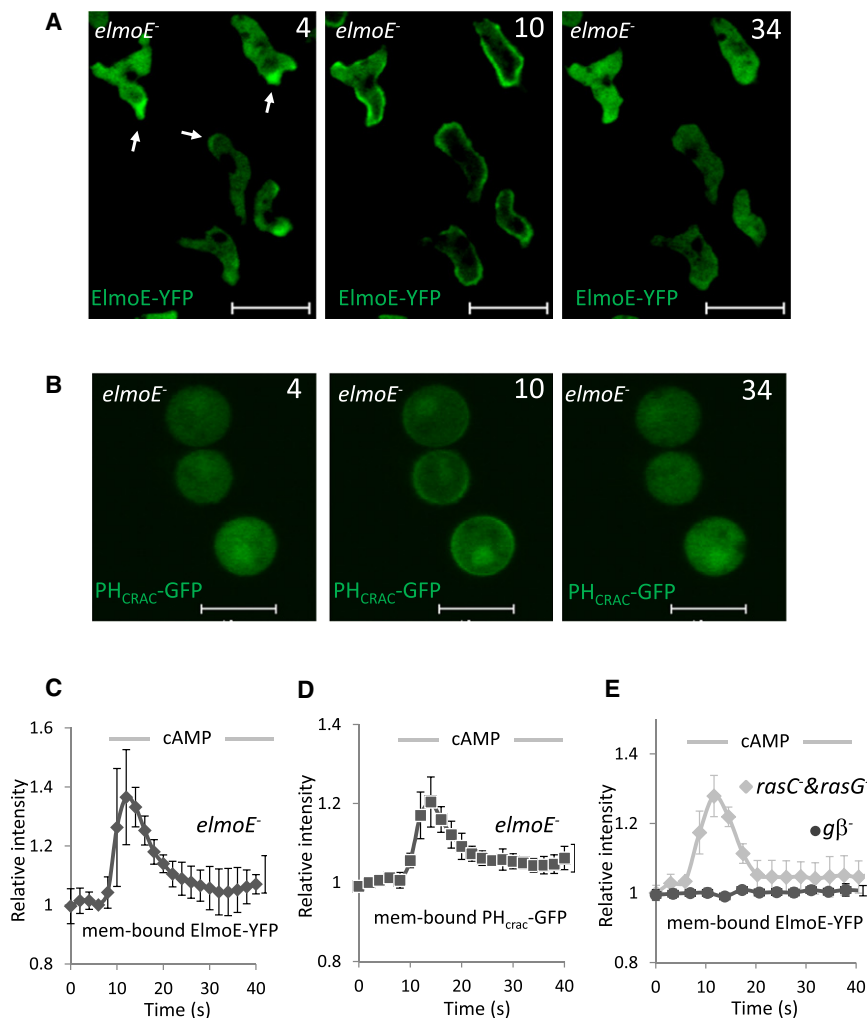 A
elmoE- 4
elmoE- 10
elmoE- 34
ElmoE-YFP
ElmoE-YFP
ElmoE-YFP
B
elmoE- 4
elmoE- 10
elmoE- 34
PHCRAC-GFP
PHCRAC-GFP
PHCRAC-GFP
C
Relative intensity
1.6
1.4
1.2
1
0.8
cAMP
elmoE-
mem-bound ElmoE-YFP
0 10 20 30 40
Time (s)
D
Relative intensity
1.4
1.2
1
0.8
cAMP
elmoE-
mem-bound PHcrac-GFP
0 10 20 30 40
Time (s)
E
Relative intensity
1.4
1.2
1
0.8
cAMP
rasC-&rasG-
gβ-
mem-bound ElmoE-YFP
0 10 20 30 40
Time (s)